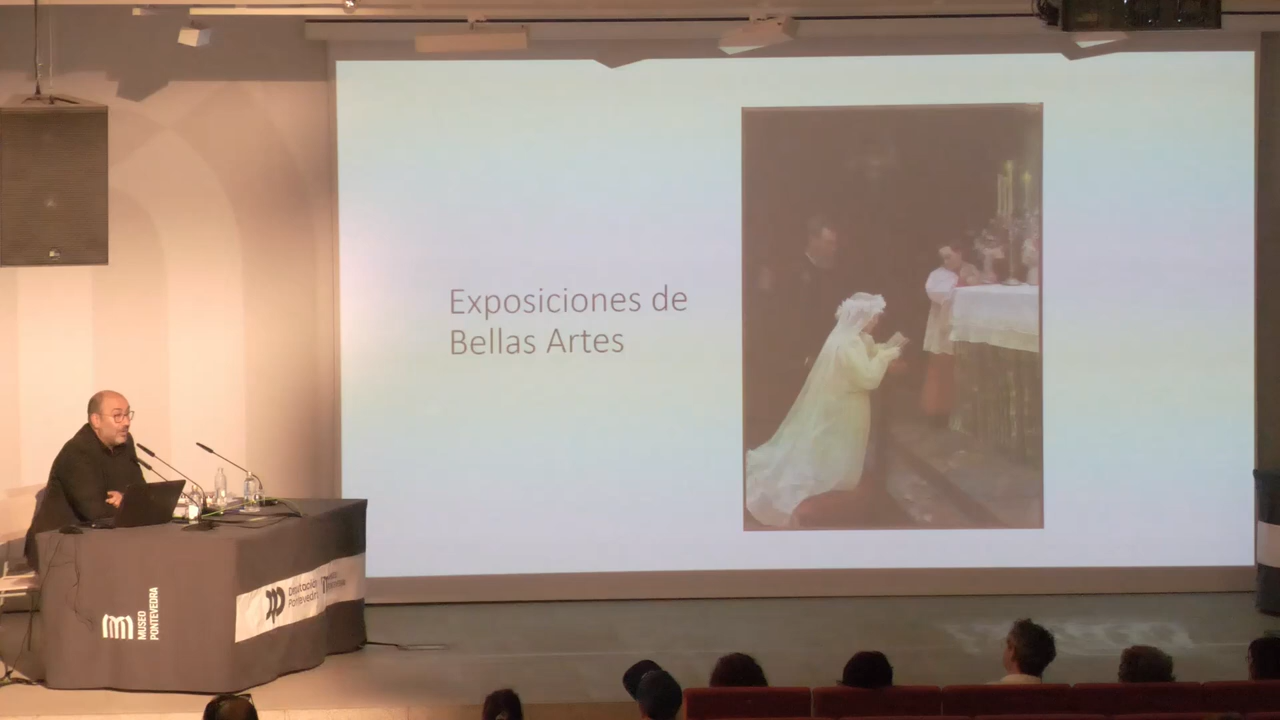 Exposiciones de
Bellas Artes
MUSEO
PONTEVEDRA
Deputación
Pontevedra